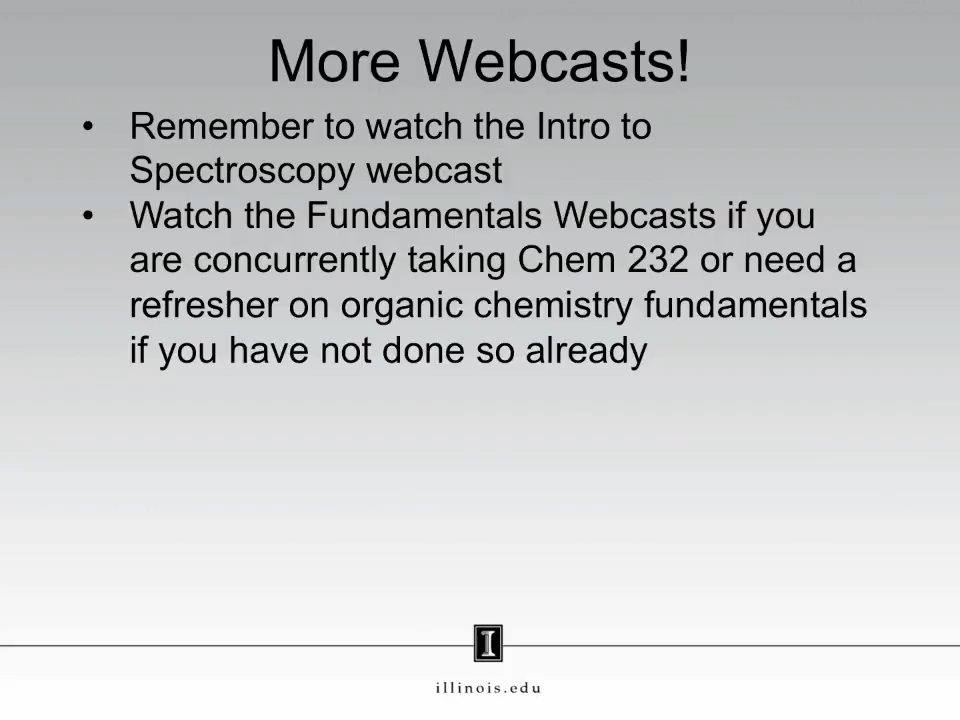 More Webcasts!
• Remember to watch the Intro to
Spectroscopy webcast
• Watch the Fundamentals Webcasts if you
are concurrently taking Chem 232 or need a
refresher on organic chemistry fundamentals
if you have not done so already
I
illinois.edu